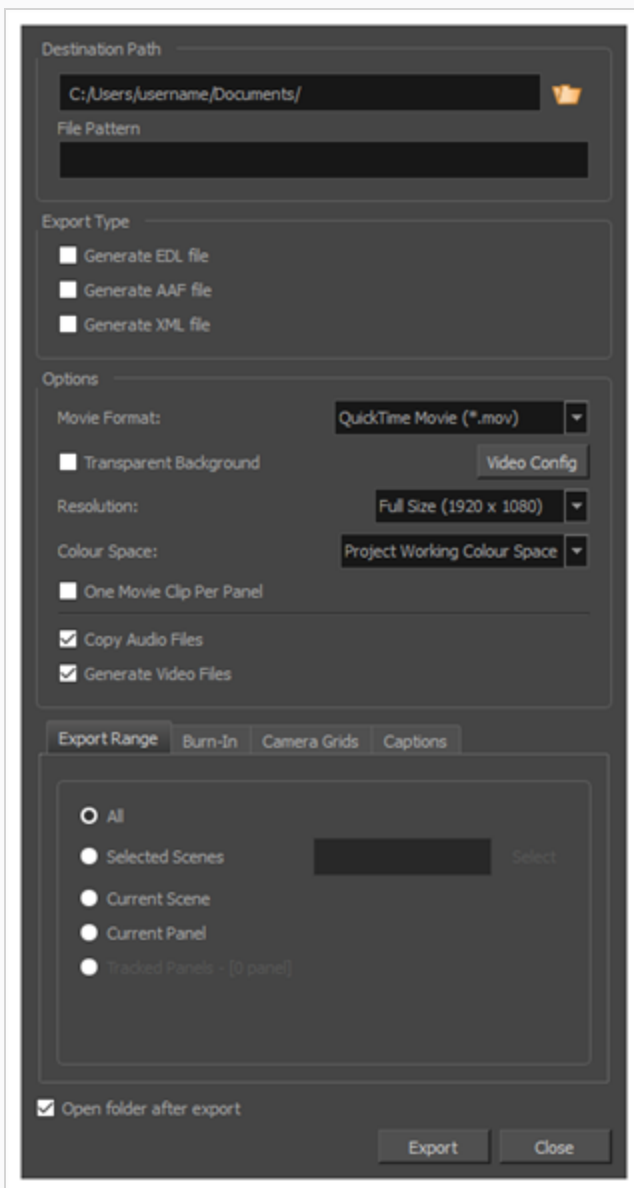 Destination Path
C:/Users/username/Documents/
File Pattern
Export Type
Generate EDL file
Generate AAF file
Generate XML file
Options
Movie Format: QuickTime Movie (*.mov)
Transparent Background Video Config
Resolution: Full Size (1920 x 1080)
Colour Space: Project Working Colour Space
One Movie Clip Per Panel
Copy Audio Files
Generate Video Files
Export Range Burn-In Camera Grids Captions
All
Selected Scenes Select
Current Scene
Current Panel
Tracked Panels - [0 panel]
Open folder after export
Export Close